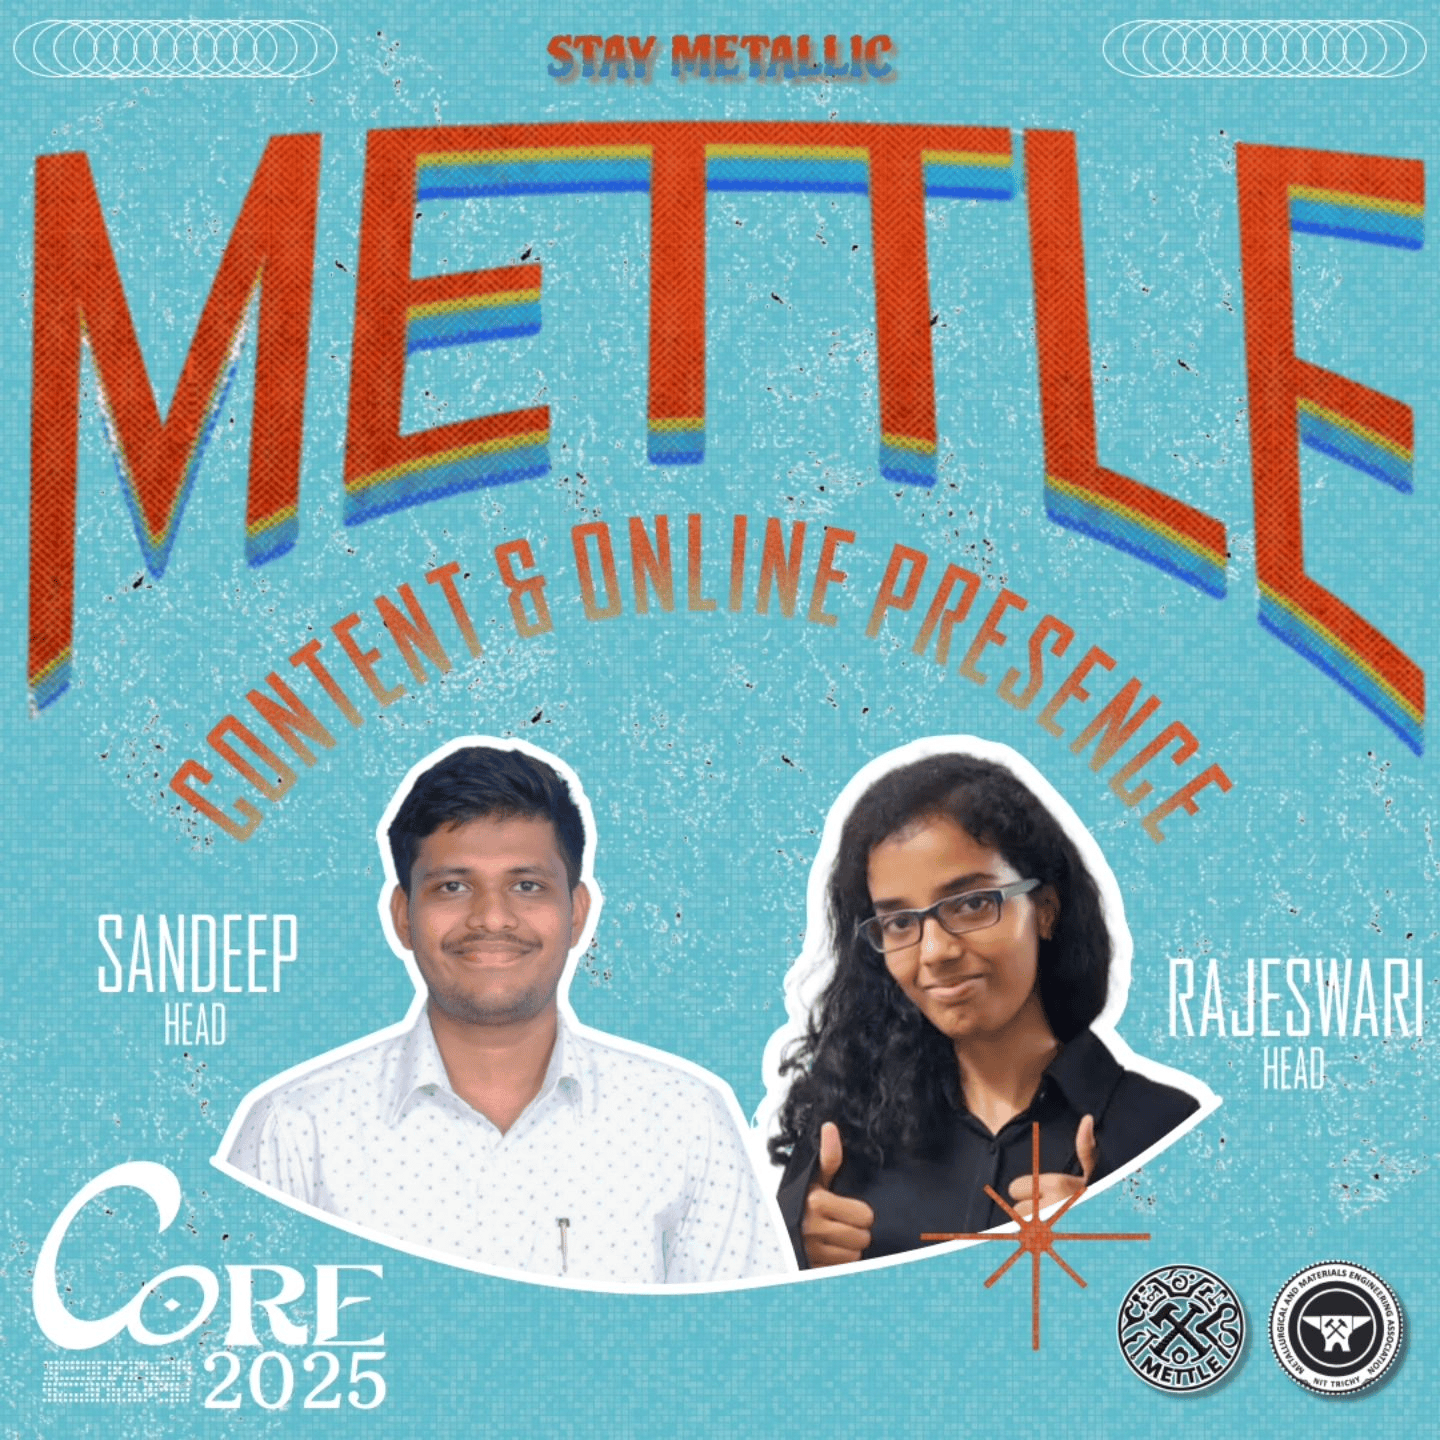 STAY METALLIC
METTLE
CONTENT & ONLINE PRESENCE
SANDEEP
HEAD
RAJESWARI
HEAD
CORE
2025
METTLE
METALLURGICAL AND MATERIALS ENGINEERING ASSOCIATION
NIT TRICHY